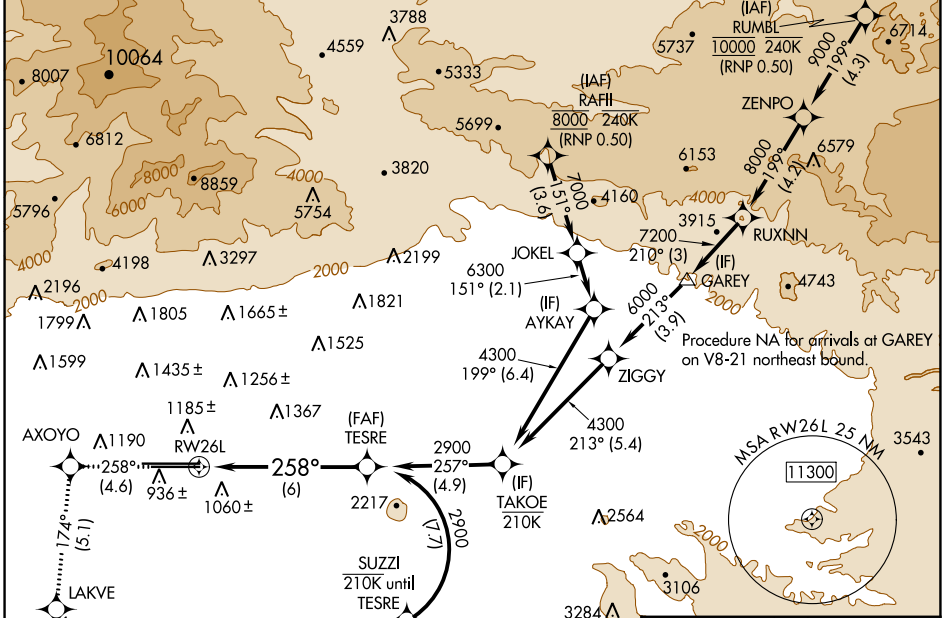 3788
4559
10064
8007
5333
5737
(IAF)
RUMBL
10000 240K
(RNP 0.50)
6714
9000
199°
(4.3)
ZENPO
(IAF)
RAFII
8000 240K
(RNP 0.50)
5699
6812
8000
8859
6000
4000
5754
3820
7000
151°
(3.6)
4160
6153
8000
199°
(4.2)
6579
4000
3915
RUXNN
5796
4000
4198
3297
2000
2199
JOKEL
6300
151° (2.1)
7200
210° (3)
(IF)
GAREY
4743
2000
2196
2000
1799
1805
1665 ±
1821
(IF)
AYKAY
6000
213°
(3.9)
Procedure NA for arrivals at GAREY
on V8-21 northeast bound.
1599
1435 ±
1525
1256 ±
4300
199° (6.4)
ZIGGY
1185 ±
1367
4300
213° (5.4)
AXOYO
1190
RW26L
(FAF)
TESRE
2900
257°
(4.9)
MSA RW26L 25 NM
3543
258°
(4.6)
936 ±
1060 ±
258°
(6)
(IF)
TAKOE
210K
11300
2217
2564
174°
(5.1)
2900
(7.7)
2000
SUZZI
210K until
TESRE
LAKVE
3106
3284